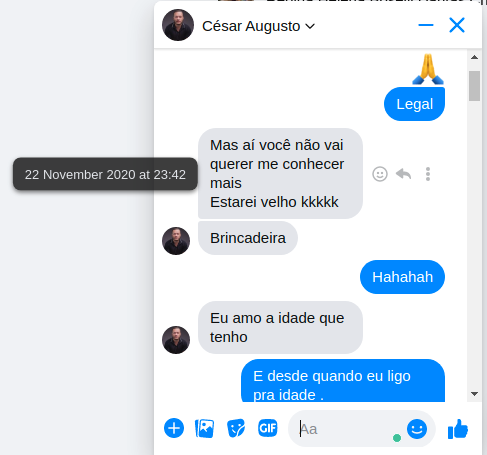 César Augusto
Legal
Mas aí você não vai
querer me conhecer
mais
Estarei velho kkkkk
22 November 2020 at 23:42
Brincadeira
Hahahah
Eu amo a idade que
tenho
E desde quando eu ligo
pra idade .
GIF
Aa